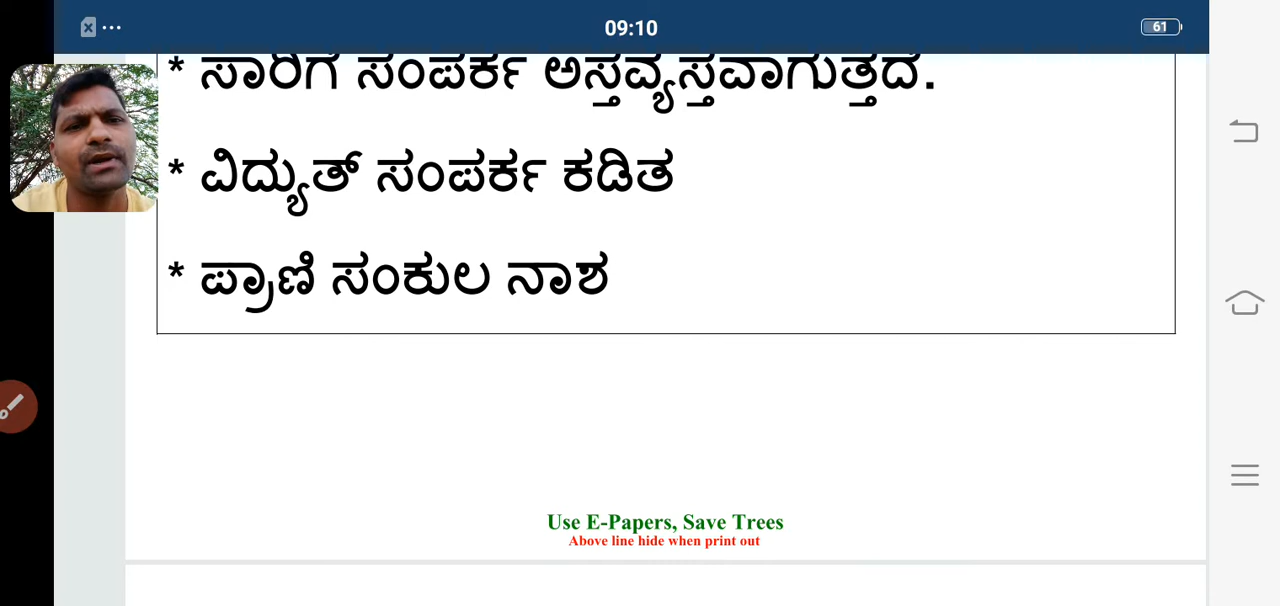 09:10
61
* ಸಾರಿಗೆ ಸಂಪರ್ಕ ಅಸ್ತವ್ಯಸ್ತವಾಗುತ್ತದೆ.
* ವಿದ್ಯುತ್ ಸಂಪರ್ಕ ಕಡಿತ
* ಪ್ರಾಣಿ ಸಂಕುಲ ನಾಶ
Use E-Papers, Save Trees
Above line hide when print out